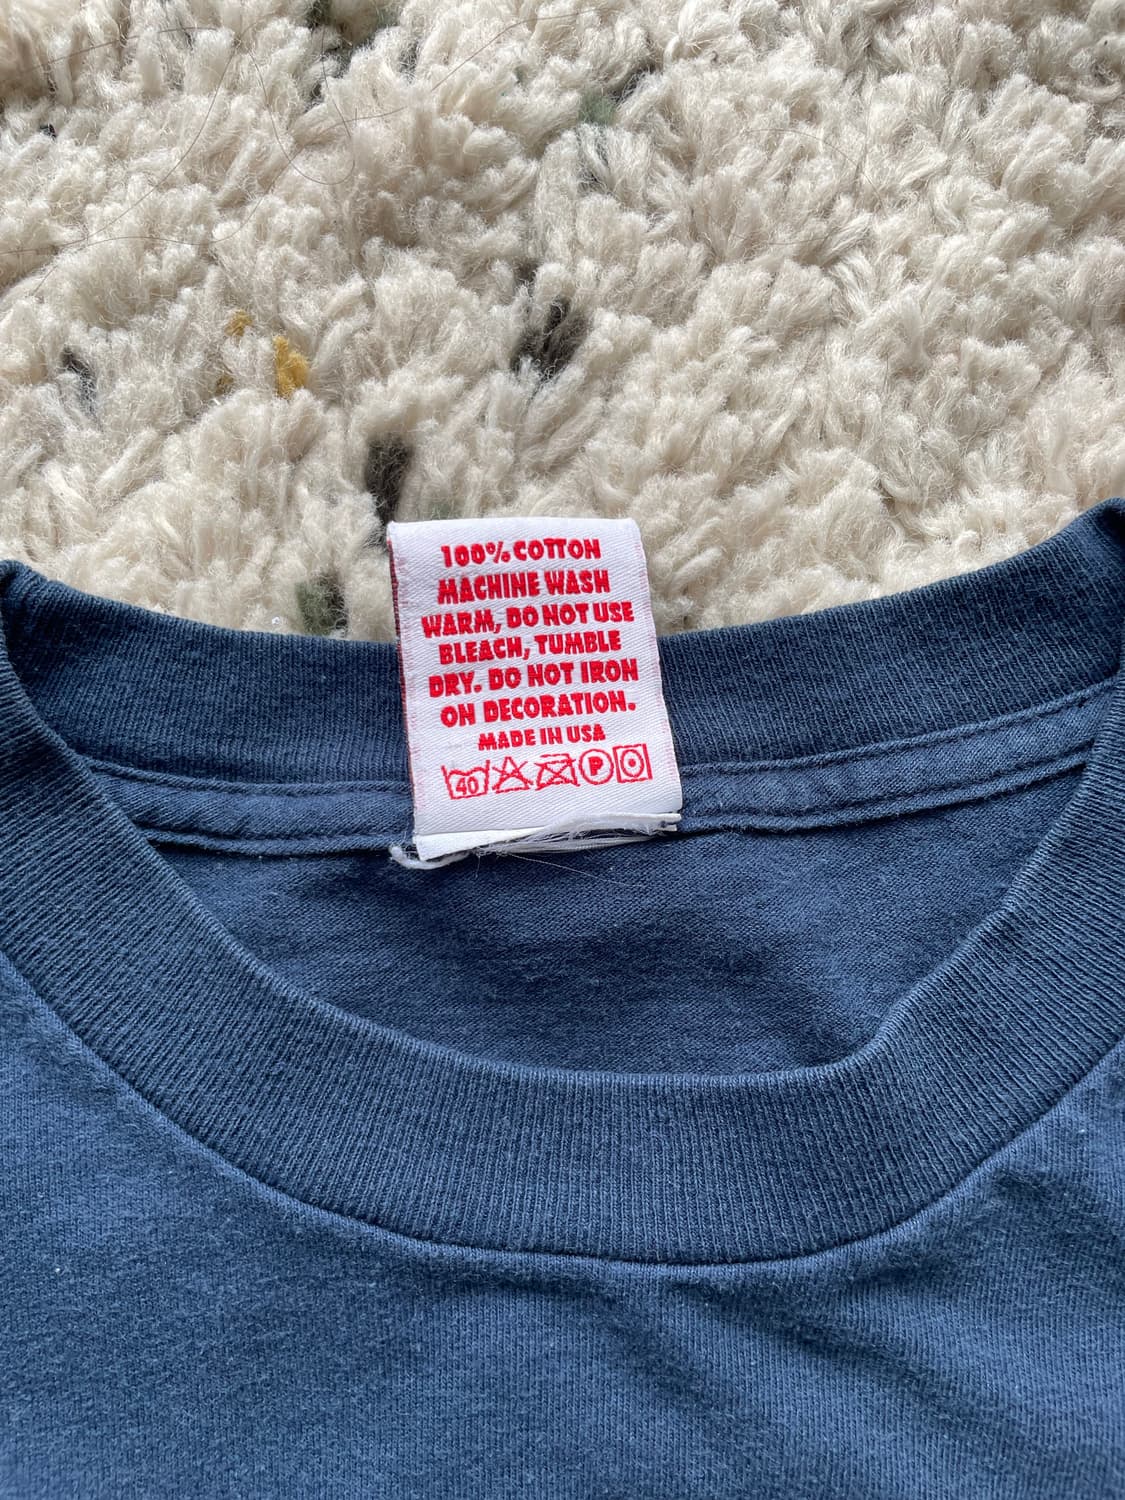 100% COTTON
MACHINE WASH
WARM, DO NOT USE
BLEACH, TUMBLE
DRY. DO NOT IRON
ON DECORATION.
MADE IN USA
40 P